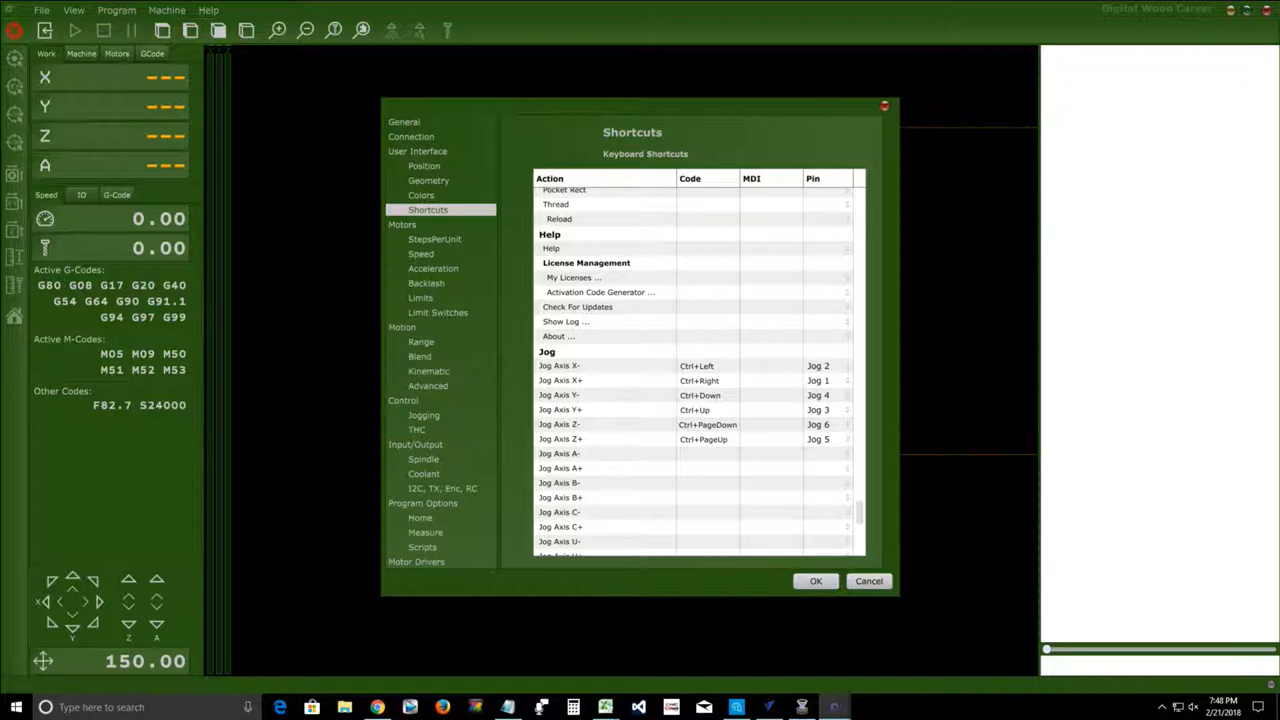 File View Program Machine Help
Digital Wood Carver
Work Machine Motors GCode
X ---
Y ---
Z ---
A ---
Speed IO G-Code
0.00
0.00
Active G-Codes:
G80 G08 G17 G20 G40
G54 G64 G90 G91.1
G94 G97 G99
Active M-Codes:
M05 M09 M50
M51 M52 M53
Other Codes:
F82.7 S24000
X
Y Z A
150.00
General
Connection
User Interface
Position
Geometry
Colors
Shortcuts
Motors
StepsPerUnit
Speed
Acceleration
Backlash
Limits
Limit Switches
Motion
Range
Blend
Kinematic
Advanced
Control
Jogging
THC
Input/Output
Spindle
Coolant
I2C, TX, Enc, RC
Program Options
Home
Measure
Scripts
Motor Drivers
Shortcuts
Keyboard Shortcuts
Action Code MDI Pin
Pocket Rect
Thread
Reload
Help
Help
License Management
My Licenses ...
Activation Code Generator ...
Check For Updates
Show Log ...
About ...
Jog
Jog Axis X- Ctrl+Left Jog 2
Jog Axis X+ Ctrl+Right Jog 1
Jog Axis Y- Ctrl+Down Jog 4
Jog Axis Y+ Ctrl+Up Jog 3
Jog Axis Z- Ctrl+PageDown Jog 6
Jog Axis Z+ Ctrl+PageUp Jog 5
Jog Axis A-
Jog Axis A+
Jog Axis B-
Jog Axis B+
Jog Axis C-
Jog Axis C+
Jog Axis U-
OK Cancel
Type here to search
7:48 PM
2/21/2018